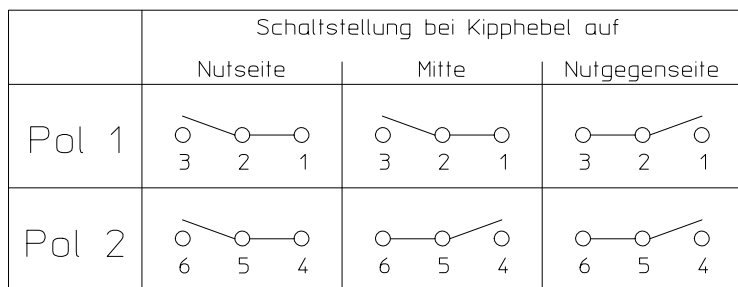 Schaltstellung bei Kipphebel auf
Nutseite Mitte Nutgegenseite
Pol 1
3 2 1 3 2 1 3 2 1
Pol 2
6 5 4 6 5 4 6 5 4